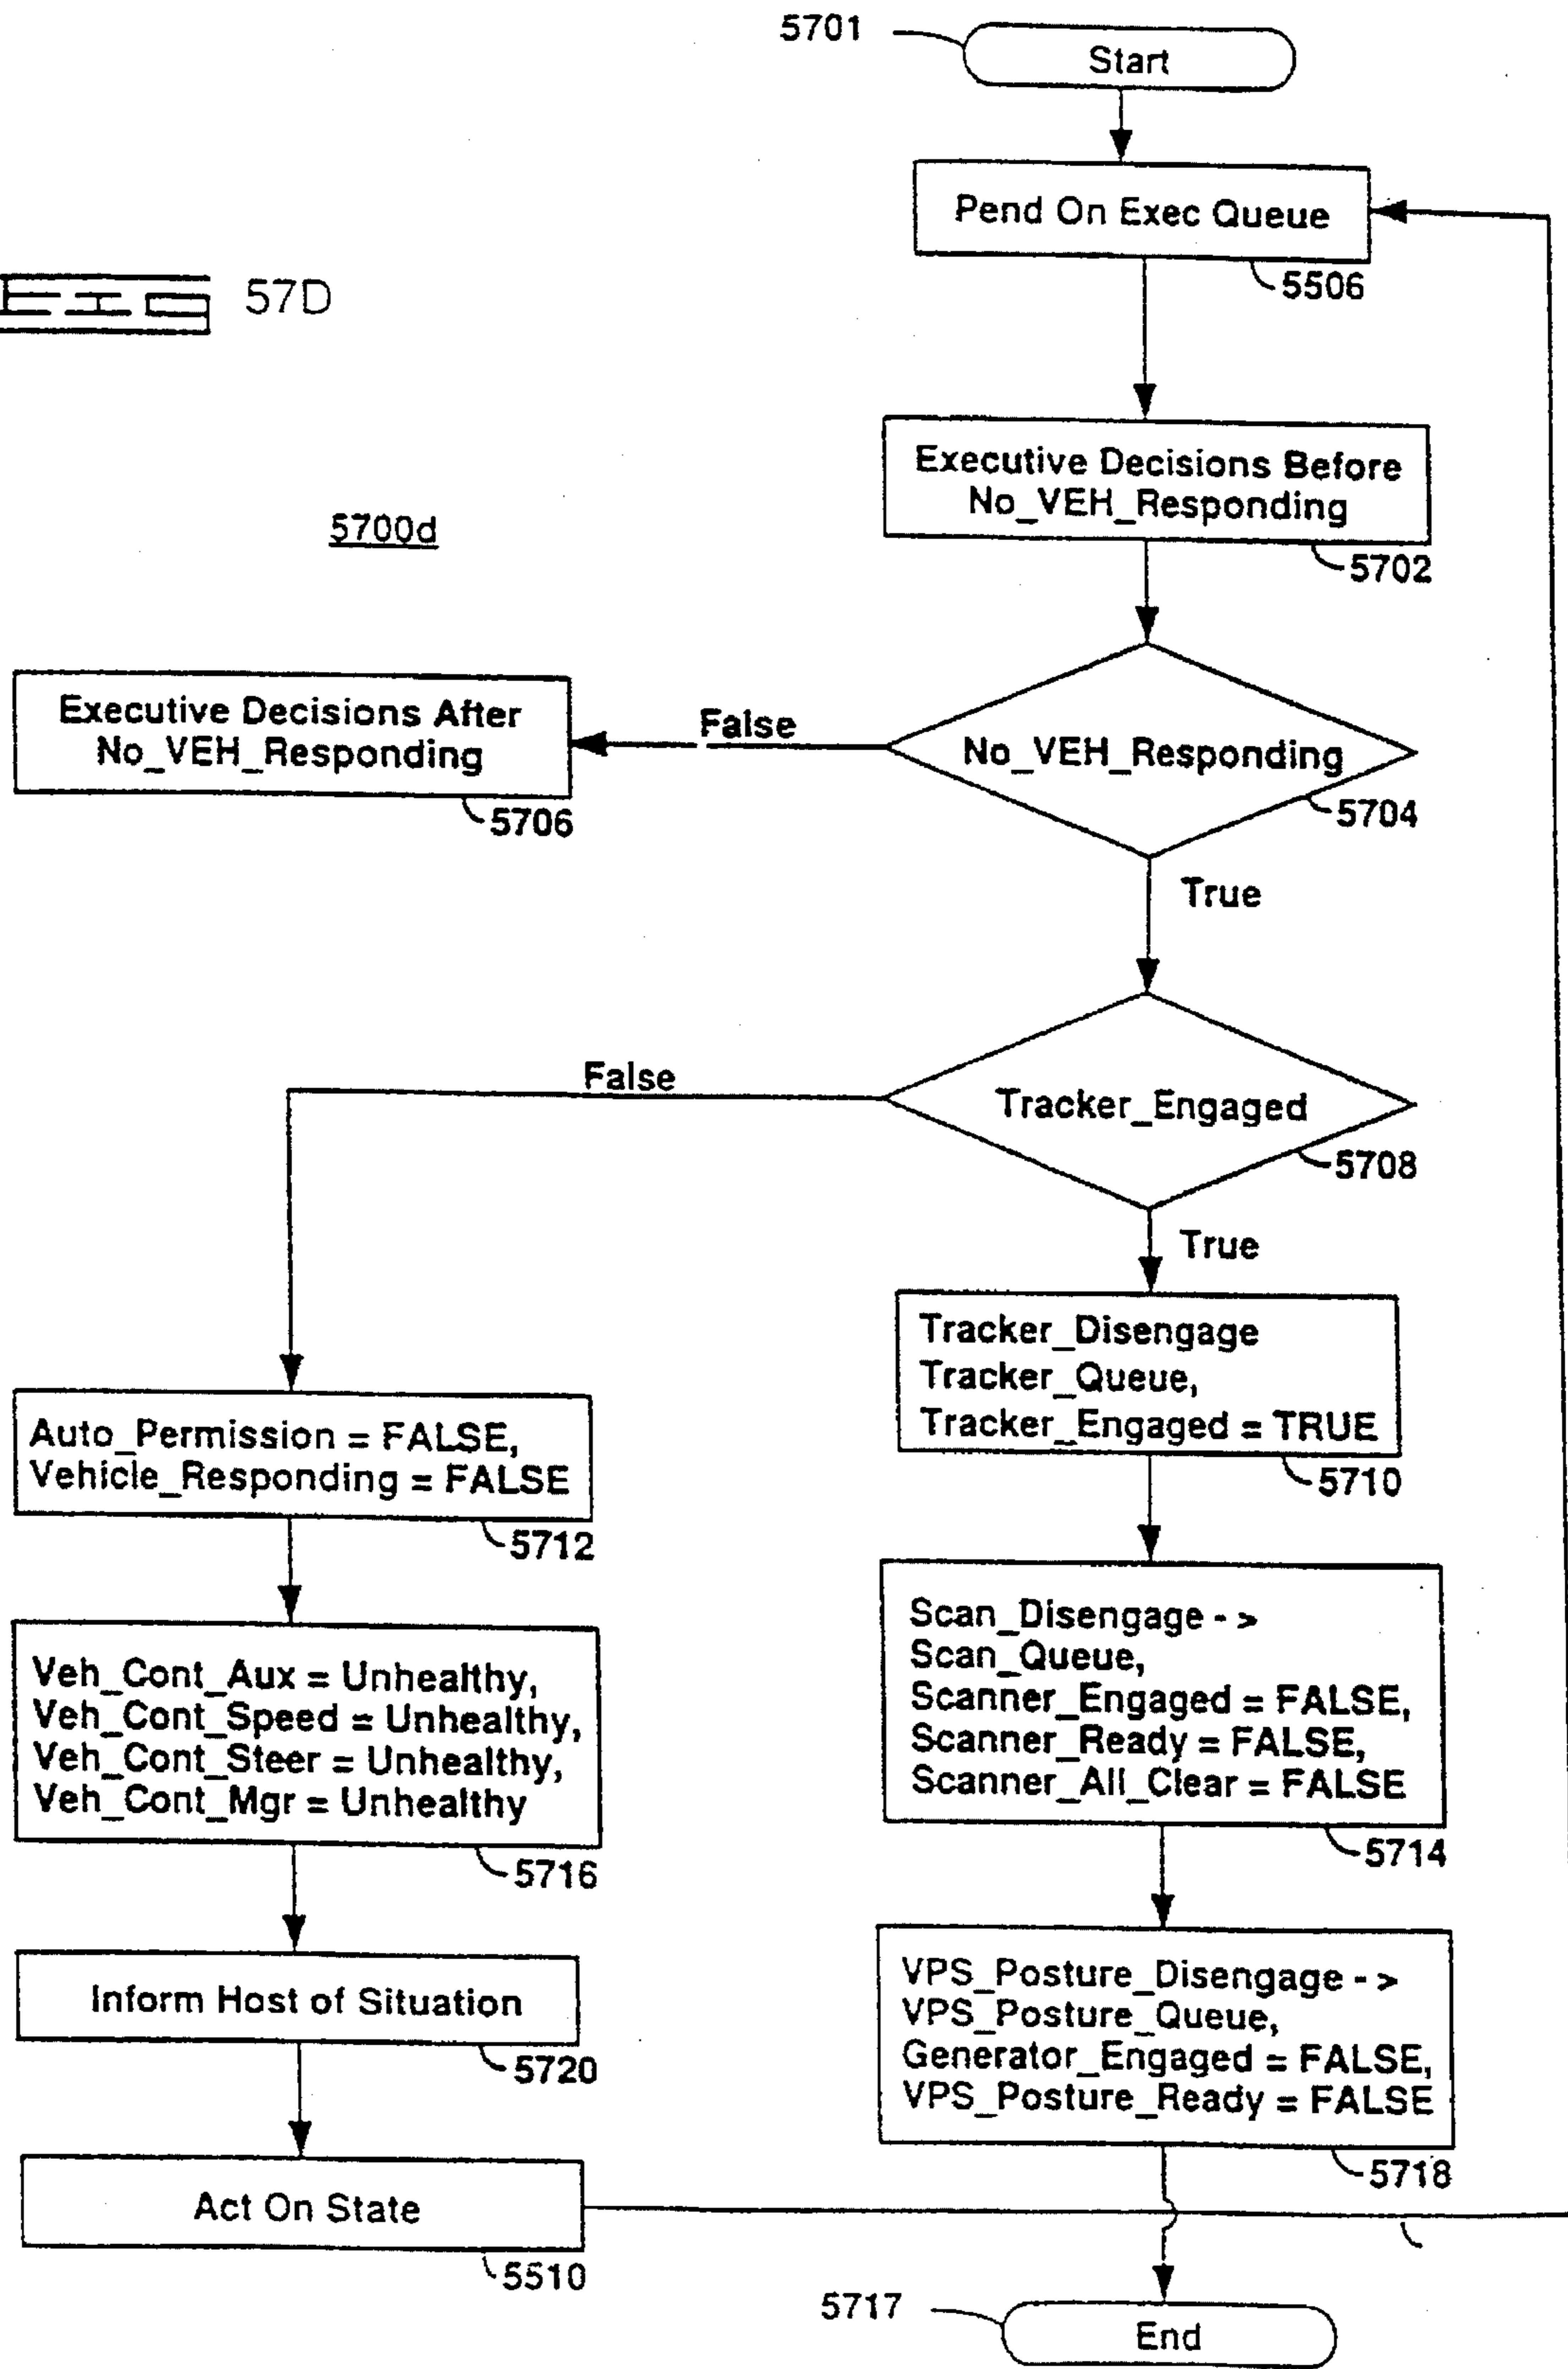 5701
Start
Pend On Exec Queue
5506
FIG 57D
Executive Decisions Before
No_VEH_Responding
5702
5700d
Executive Decisions After
No_VEH_Responding
5706
False
No_VEH_Responding
5704
True
False
Tracker_Engaged
5708
True
Tracker_Disengage
Tracker_Queue,
Tracker_Engaged = TRUE
5710
Auto_Permission = FALSE,
Vehicle_Responding = FALSE
5712
Scan_Disengage - >
Scan_Queue,
Scanner_Engaged = FALSE,
Scanner_Ready = FALSE,
Scanner_All_Clear = FALSE
5714
Veh_Cont_Aux = Unhealthy,
Veh_Cont_Speed = Unhealthy,
Veh_Cont_Steer = Unhealthy,
Veh_Cont_Mgr = Unhealthy
5716
VPS_Posture_Disengage - >
VPS_Posture_Queue,
Generator_Engaged = FALSE,
VPS_Posture_Ready = FALSE
5718
Inform Host of Situation
5720
Act On State
5510
5717
End